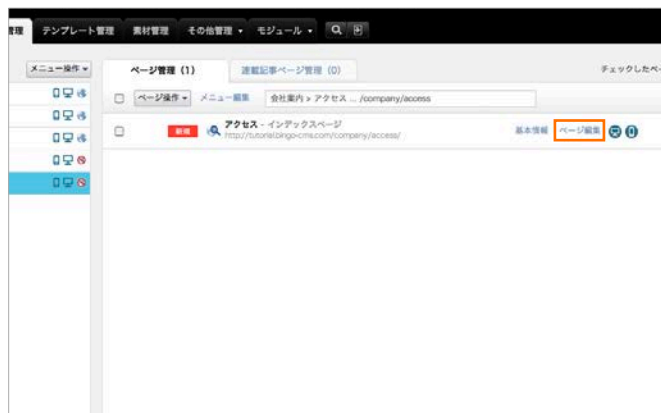 管理 テンプレート管理 素材管理 その他管理 モジュール
メニュー操作 ページ管理 (1) 連載記事ページ管理 (0) チェックしたペー
ページ操作 メニュー編集 会社案内 » アクセス ... /company/access
新規 アクセス - インデックスページ 基本情報 ページ編集
http://tutorial.bingo-cms.com/company/access/